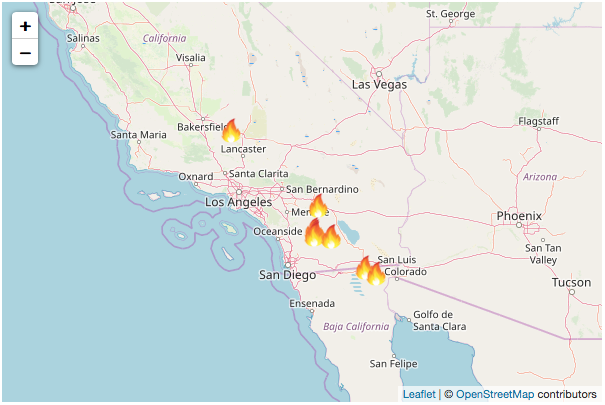 +
−
St. George
Salinas
California
Visalia
Las Vegas
Bakersfield
Flagstaff
Santa Maria
Lancaster
Santa Clarita
Oxnard
Arizona
San Bernardino
Los Angeles
Phoenix
Oceanside
San Tan
Valley
San Luis
Colorado
San Diego
Tucson
Ensenada
Golfo de
Santa Clara
Baja California
San Felipe
Leaflet | © OpenStreetMap contributors